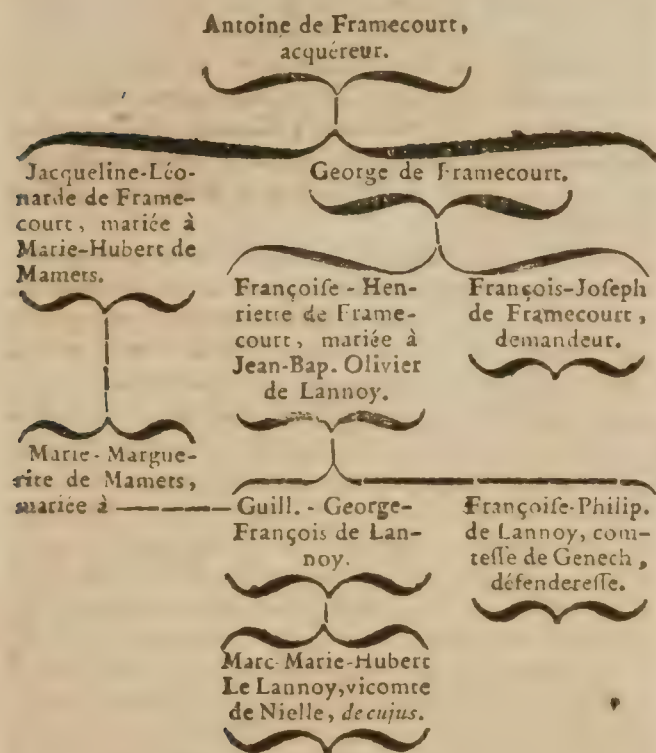 Antoine de Framecourt,
acquéreur.
Jacqueline-Léo-
narde de Frame-
court, mariée à
Marie-Hubert de
Mamets.
George de Framecourt.
Françoiſe-Hen-
riette de Frame-
court, mariée à
Jean-Bap. Olivier
de Lannoy.
François-Joſeph
de Framecourt,
demandeur.
Marie-Margue-
rite de Mamets,
mariée à
Guill.-George-
François de Lan-
noy.
Françoiſe-Philip.
de Lannoy, com-
teſſe de Genech,
défendereſſe.
Marc-Marie-Hubert
Le Lannoy, vicomte
de Nielle, de cujus.